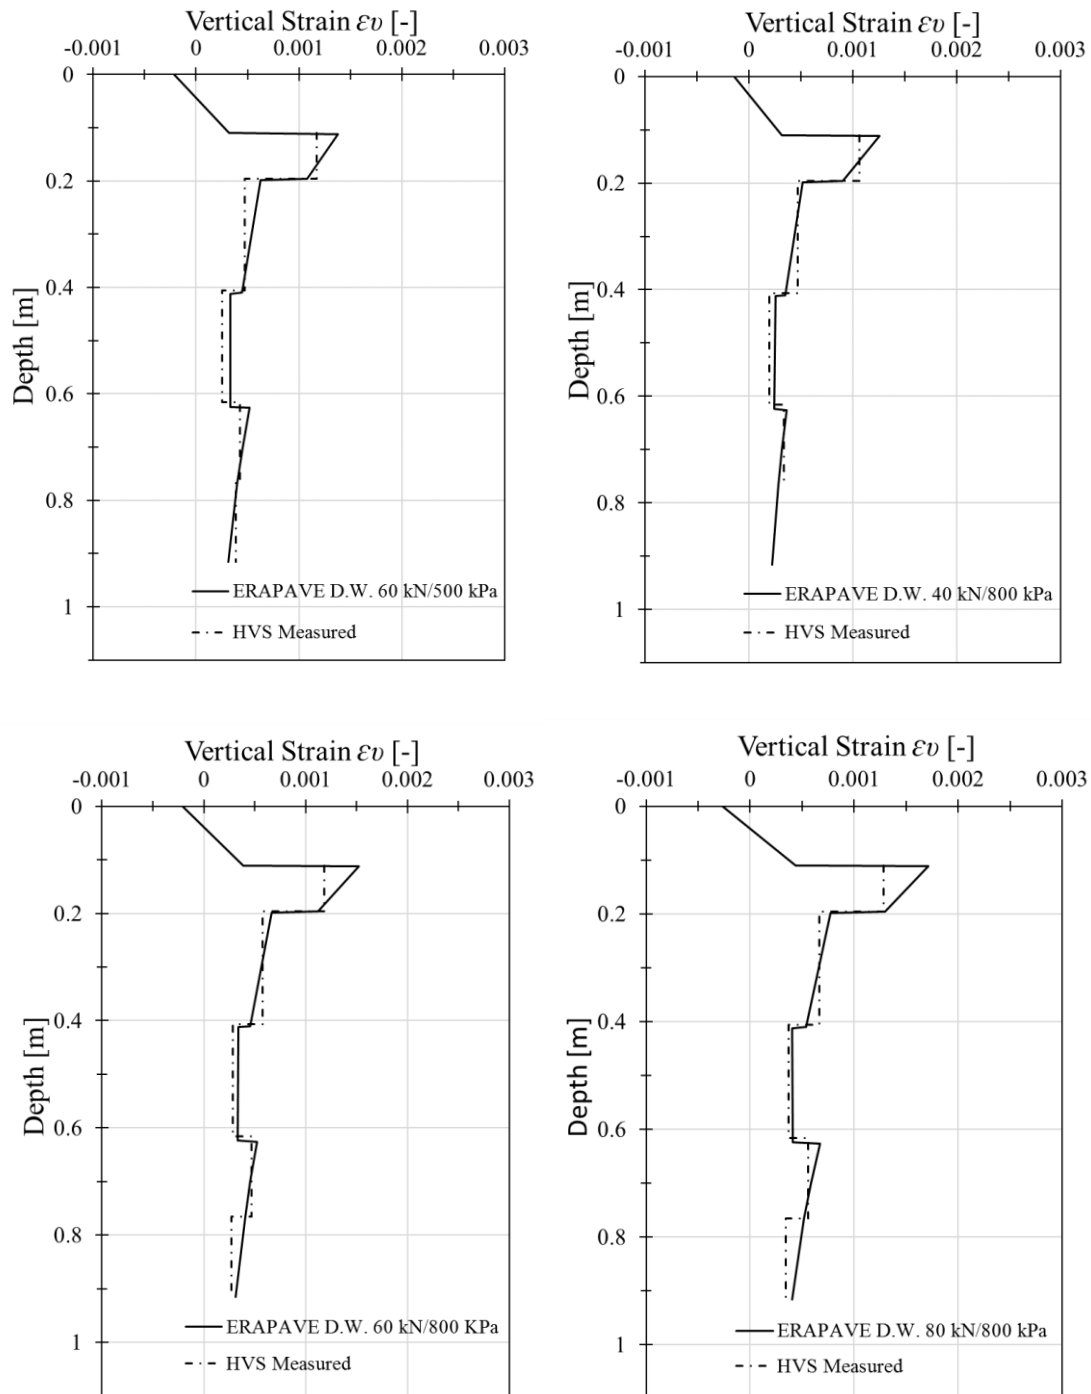 Vertical Strain εv [-]
-0.001 0 0.001 0.002 0.003
0
0.2
0.4
0.6
0.8
1
Depth [m]
ERAPAVE D.W. 60 kN/500 kPa
HVS Measured
Vertical Strain εv [-]
-0.001 0 0.001 0.002 0.003
0
0.2
0.4
0.6
0.8
1
Depth [m]
ERAPAVE D.W. 40 kN/800 kPa
HVS Measured
Vertical Strain εv [-]
-0.001 0 0.001 0.002 0.003
0
0.2
0.4
0.6
0.8
1
Depth [m]
ERAPAVE D.W. 60 kN/800 KPa
HVS Measured
Vertical Strain εv [-]
-0.001 0 0.001 0.002 0.003
0
0.2
0.4
0.6
0.8
1
Depth [m]
ERAPAVE D.W. 80 kN/800 kPa
HVS Measured